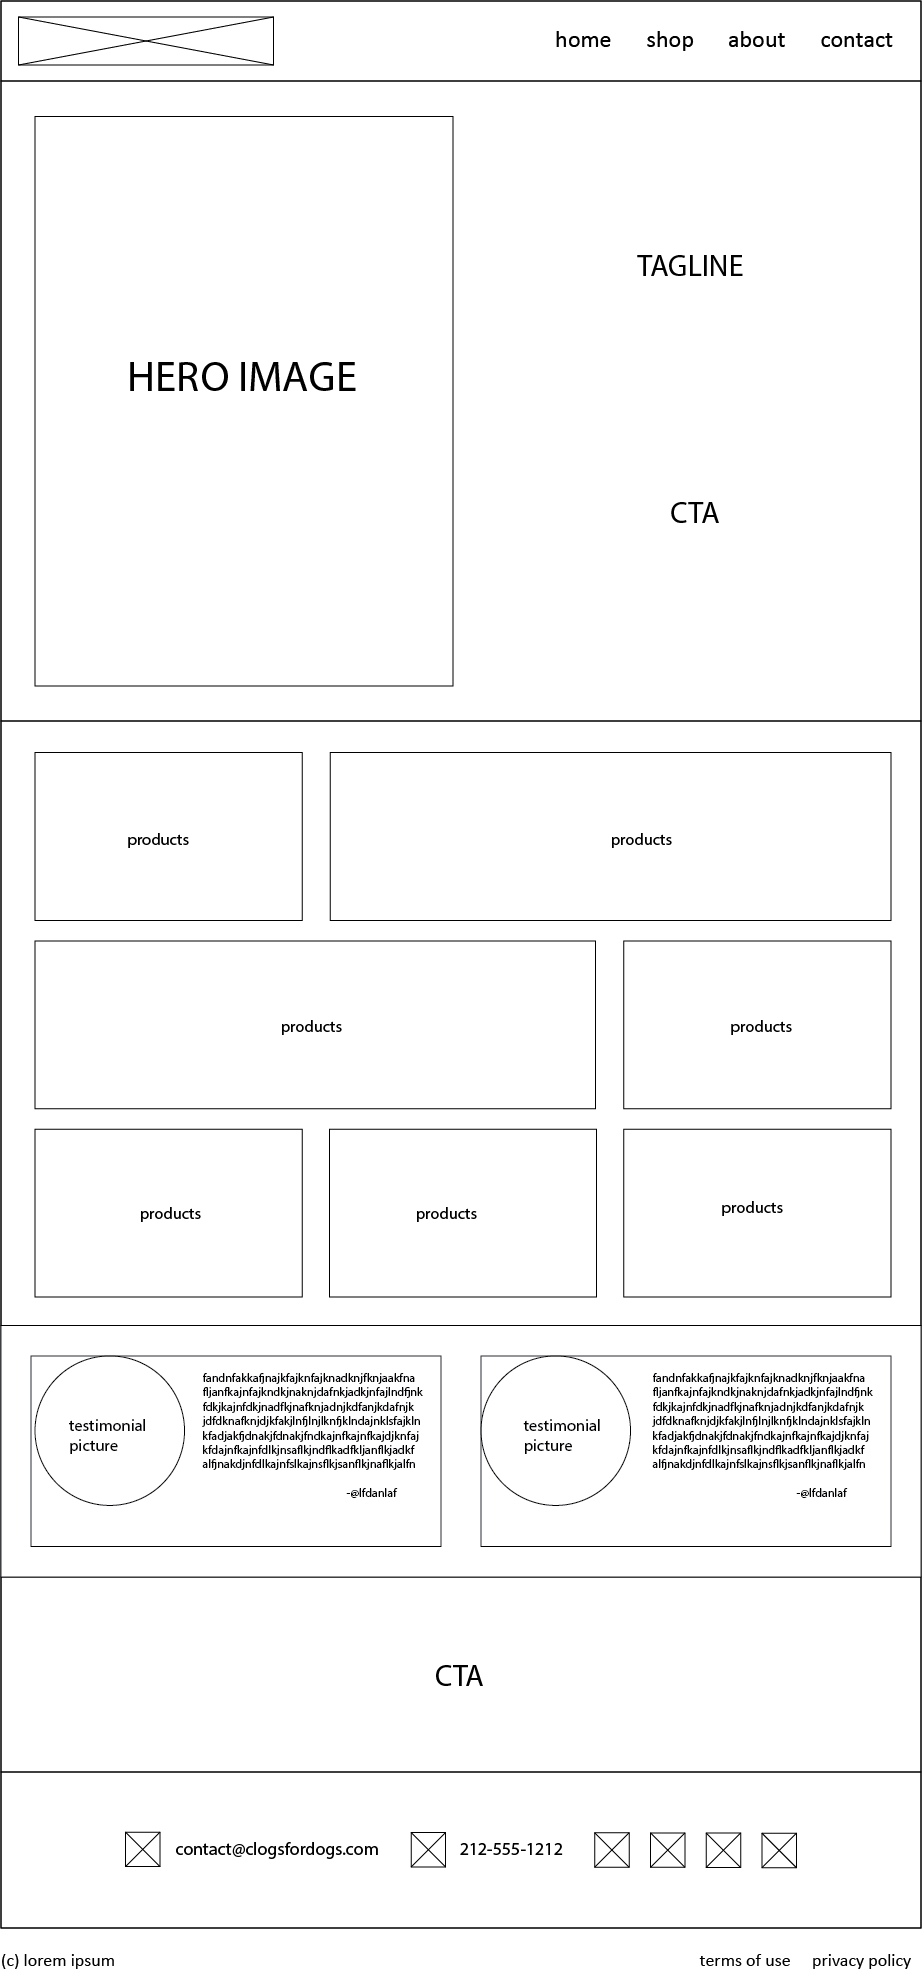 home shop about contact
TAGLINE
HERO IMAGE
CTA
products products
products products
products products products
testimonial
picture
fandnfakkafjnajkfajknfajknadknjfknjaakfna
fljanfkajnfajkndkjnaknjdafnkjadkjnfajlndfjnk
fdkjkajnfdkjnadfkjnafknjadnjkdfanjkdafnjk
jdfdknafknjdjkfakjlnfjlnjlknfjklndajnklsfajkln
kfadjakfjdnakjfdnakjfndkajnfkajnfkajdjknfaj
kfdajnfkajnfdlkjnsaflkjndflkadfkljanflkjadkf
alfjnakdjnfdlkajnfslkajnsflkjsanflkjnaflkjalfn
-@lfdanlaf
testimonial
picture
fandnfakkafjnajkfajknfajknadknjfknjaakfna
fljanfkajnfajkndkjnaknjdafnkjadkjnfajlndfjnk
fdkjkajnfdkjnadfkjnafknjadnjkdfanjkdafnjk
jdfdknafknjdjkfakjlnfjlnjlknfjklndajnklsfajkln
kfadjakfjdnakjfdnakjfndkajnfkajnfkajdjknfaj
kfdajnfkajnfdlkjnsaflkjndflkadfkljanflkjadkf
alfjnakdjnfdlkajnfslkajnsflkjsanflkjnaflkjalfn
-@lfdanlaf
CTA
contact@clogsfordogs.com 212-555-1212
(c) lorem ipsum terms of use privacy policy